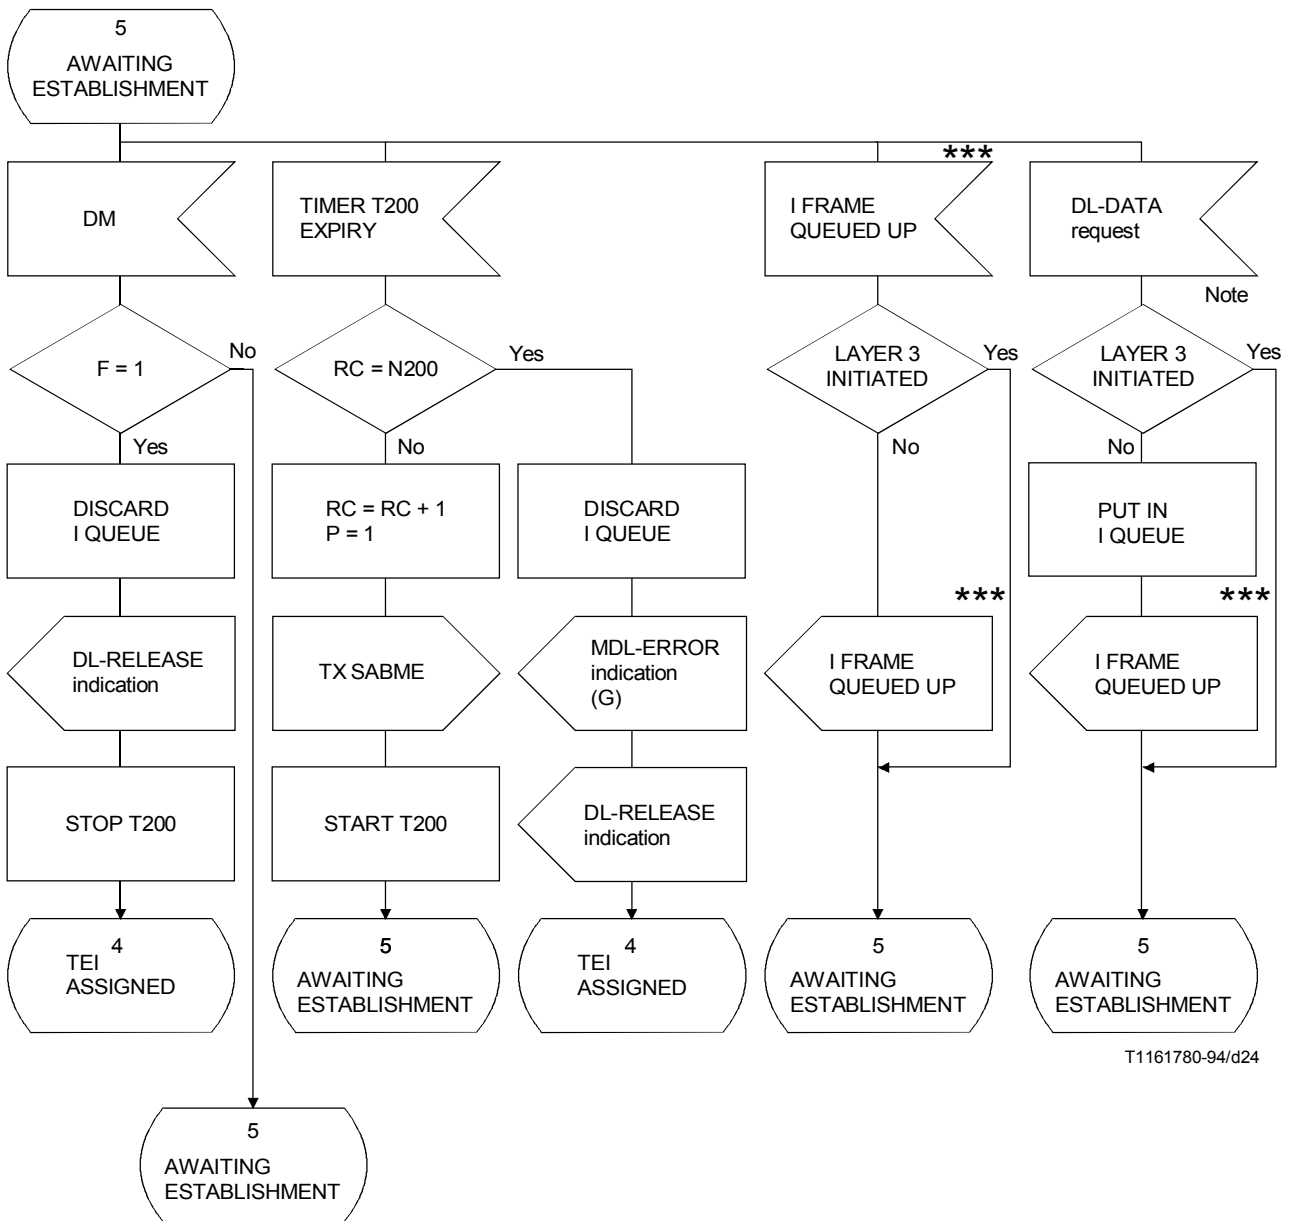 5
AWAITING
ESTABLISHMENT
***
DM
TIMER T200
EXPIRY
I FRAME
QUEUED UP
DL-DATA
request
Note
F = 1
No
Yes
RC = N200
Yes
No
LAYER 3
INITIATED
Yes
No
LAYER 3
INITIATED
Yes
No
DISCARD
I QUEUE
RC = RC + 1
P = 1
DISCARD
I QUEUE
PUT IN
I QUEUE
***
***
DL-RELEASE
indication
TX SABME
MDL-ERROR
indication
(G)
I FRAME
QUEUED UP
I FRAME
QUEUED UP
STOP T200
START T200
DL-RELEASE
indication
4
TEI
ASSIGNED
5
AWAITING
ESTABLISHMENT
4
TEI
ASSIGNED
5
AWAITING
ESTABLISHMENT
5
AWAITING
ESTABLISHMENT
T1161780-94/d24
5
AWAITING
ESTABLISHMENT